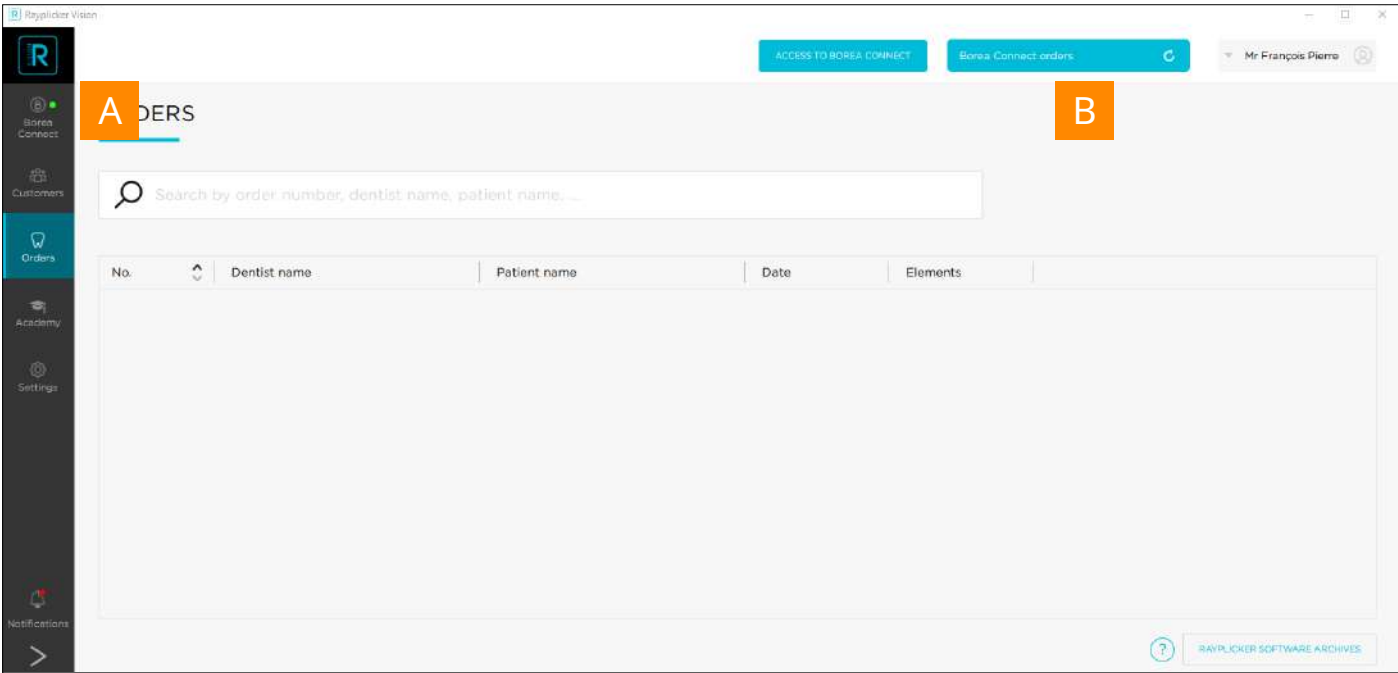 R Rayplicker Vision
R
ACCESS TO BOREA CONNECT
Borea Connect orders
Mr François Pierre
Borea
Connect
A
DERS
B
Customers
Search by order number, dentist name, patient name, ...
Orders
No.
Dentist name
Patient name
Date
Elements
Academy
Settings
Notifications
?
RAYPLICKER SOFTWARE ARCHIVES